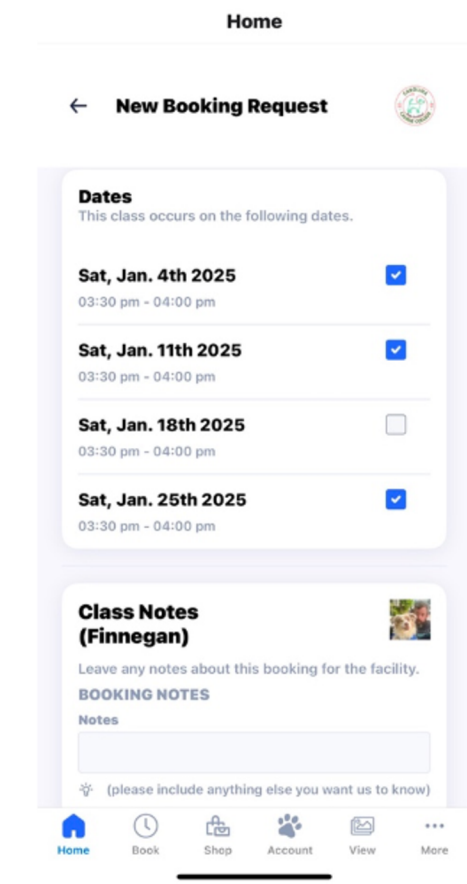 Home
New Booking Request
Dates
This class occurs on the following dates.
Sat, Jan. 4th 2025
03:30 pm - 04:00 pm
Sat, Jan. 11th 2025
03:30 pm - 04:00 pm
Sat, Jan. 18th 2025
03:30 pm - 04:00 pm
Sat, Jan. 25th 2025
03:30 pm - 04:00 pm
Class Notes
(Finnegan)
Leave any notes about this booking for the facility.
BOOKING NOTES
Notes
(please include anything else you want us to know)
Home Book Shop Account View More